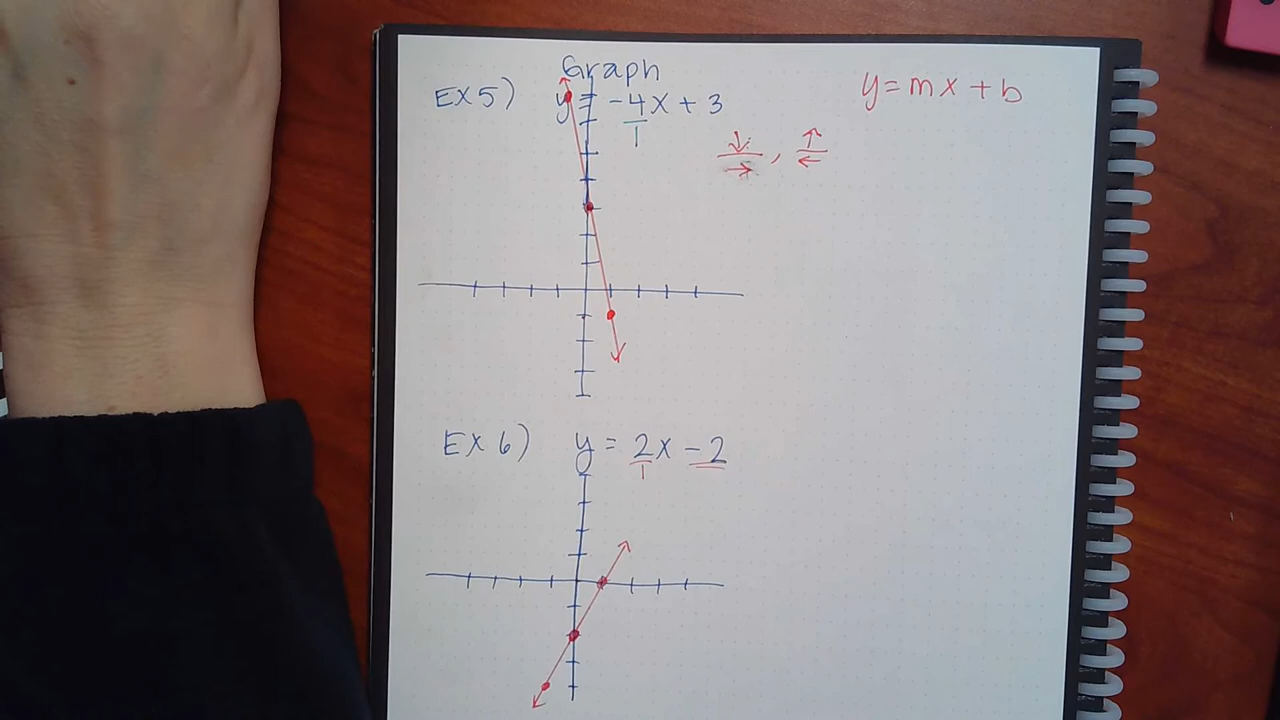 Graph
EX 5) y = -4x + 3
1
y = mx + b
↓/→, ↑/←
EX 6) y = 2x - 2
1